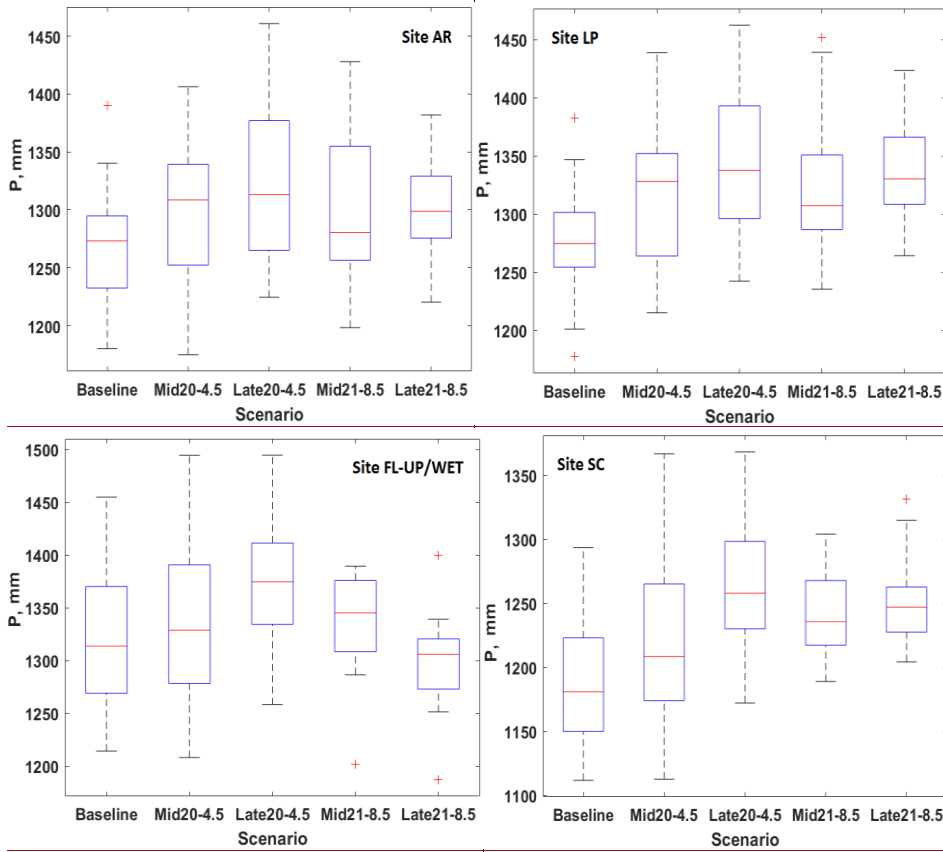 Site AR
1450
1400
1350
1300
1250
1200
P, mm
Baseline Mid20-4.5 Late20-4.5 Mid21-8.5 Late21-8.5
Scenario
Site LP
1450
1400
1350
1300
1250
1200
P, mm
Baseline Mid20-4.5 Late20-4.5 Mid21-8.5 Late21-8.5
Scenario
Site FL-UP/WET
1500
1450
1400
1350
1300
1250
1200
P, mm
Baseline Mid20-4.5 Late20-4.5 Mid21-8.5 Late21-8.5
Scenario
Site SC
1350
1300
1250
1200
1150
1100
P, mm
Baseline Mid20-4.5 Late20-4.5 Mid21-8.5 Late21-8.5
Scenario